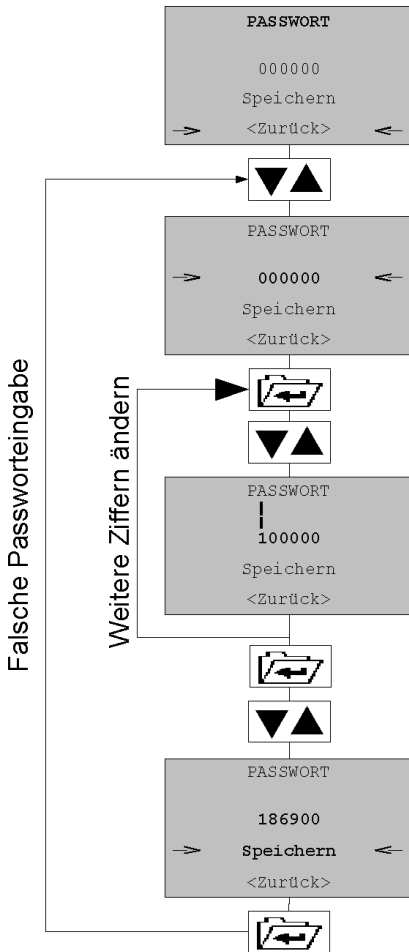 PASSWORT
000000
Speichern
<Zurück>
PASSWORT
000000
Speichern
<Zurück>
Falsche Passworteingabe
Weitere Ziffern ändern
PASSWORT
100000
Speichern
<Zurück>
PASSWORT
186900
Speichern
<Zurück>